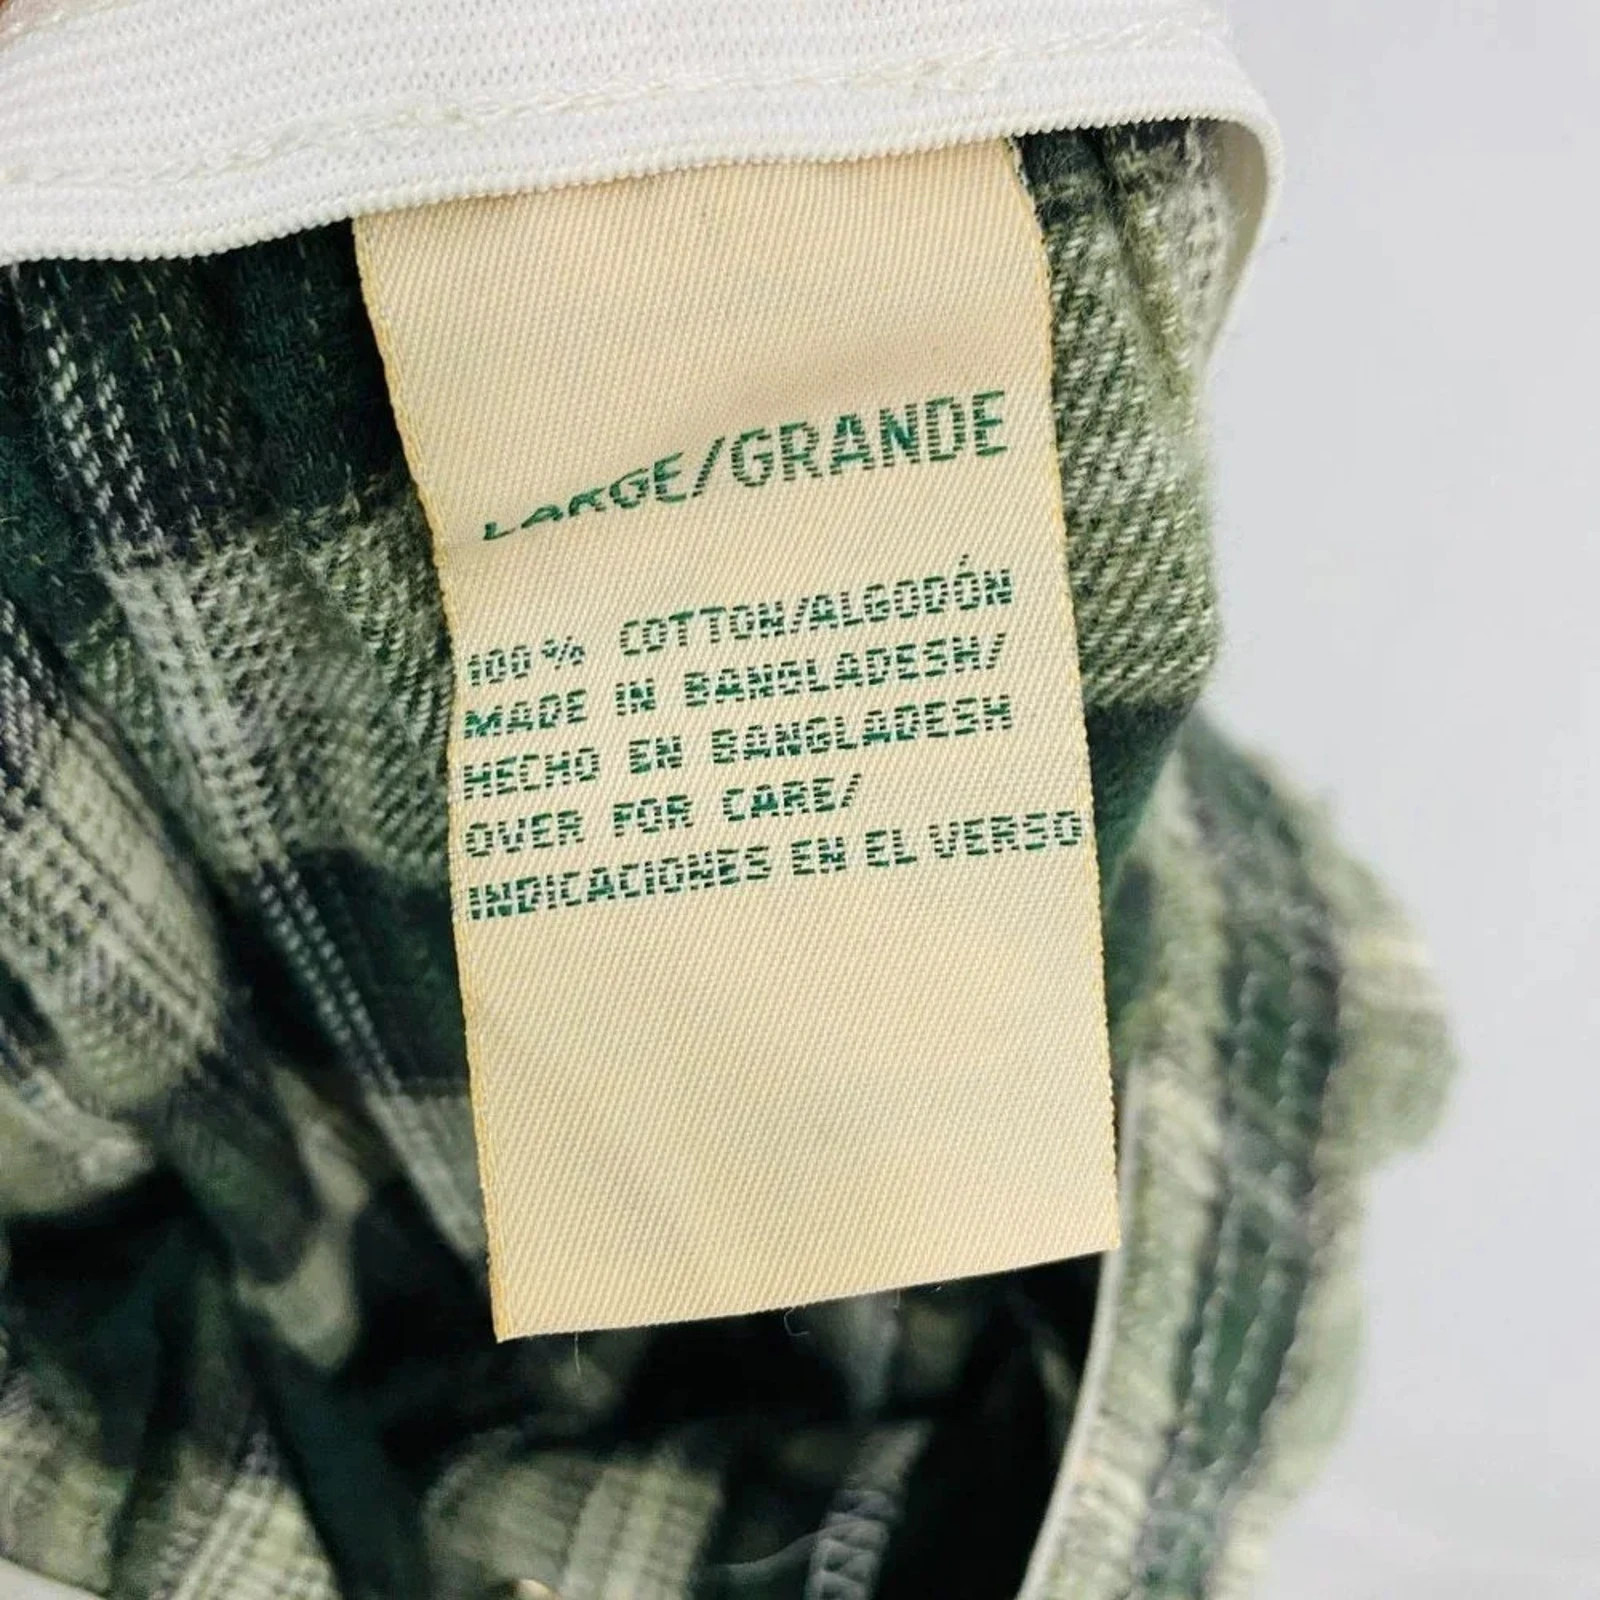 LARGE/GRANDE
100% COTTON/ALGODÓN
MADE IN BANGLADESH/
HECHO EN BANGLADESH
OVER FOR CARE/
INDICACIONES EN EL VERSO